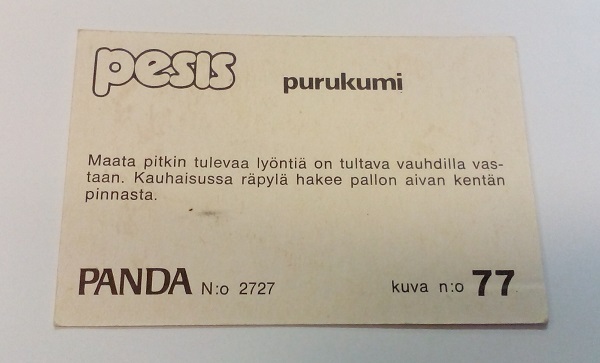 pesis purukumi
Maata pitkin tulevaa lyöntiä on tultava vauhdilla vas-
taan. Kauhaisussa räpylä hakee pallon aivan kentän
pinnasta.
PANDA N:o 2727 kuva n:o 77